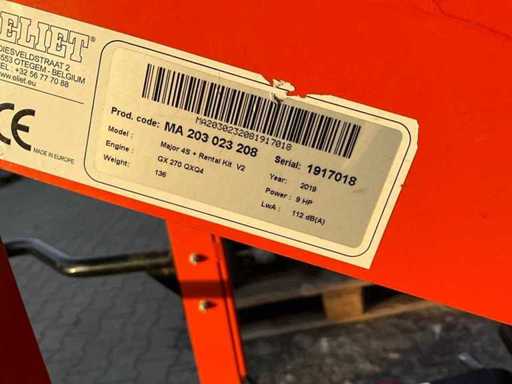 ELIET
DIESVELDSTRAAT 2
8553 OTEGEM - BELGIUM
TEL : +32 56 77 70 88
www.eliet.eu
CE
MADE IN EUROPE
MA2030232081917018
Prod. code: MA 203 023 208 Serial: 1917018
Model : Major 4S + Rental Kit V2 Year: 2019
Engine : GX 270 QXQ4 Power : 9 HP
Weight: 136 LwA : 112 dB(A)